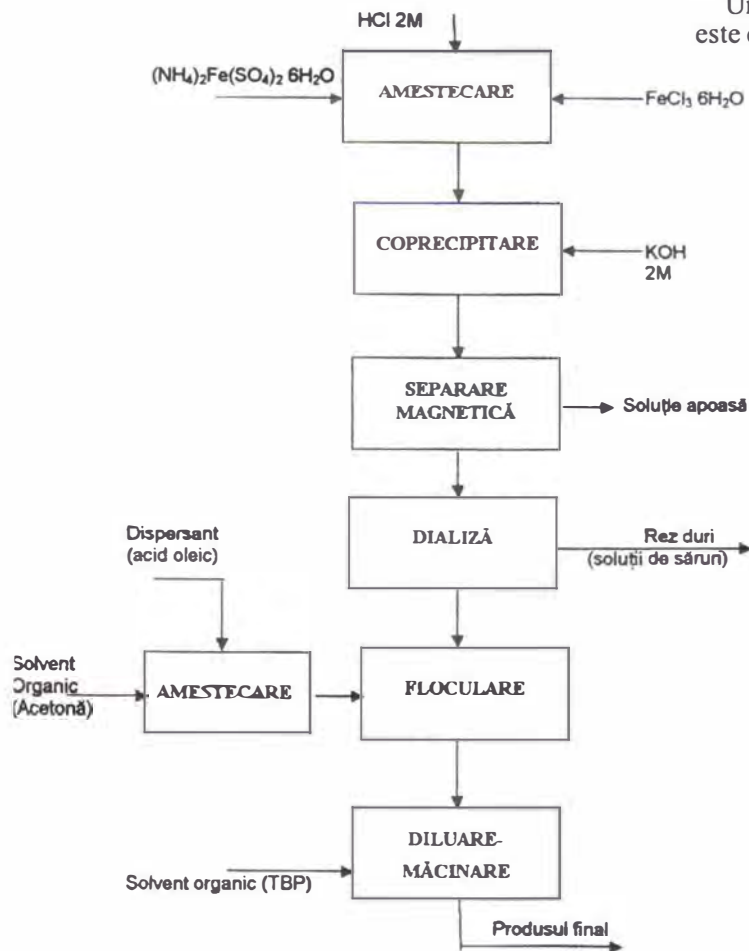 HCl 2M
este
(NH₄)₂Fe(SO₄)₂ 6H₂O
AMESTECARE
FeCl₃ 6H₂O
COPRECIPITARE
KOH
2M
SEPARARE
MAGNETICĂ
Soluție apoasă
DIALIZĂ
Rez duri
(soluții de săruri)
Dispersant
(acid oleic)
Solvent
Organic
(Acetonă)
AMESTECARE
FLOCULARE
DILUARE-
MĂCINARE
Solvent organic (TBP)
Produsul final